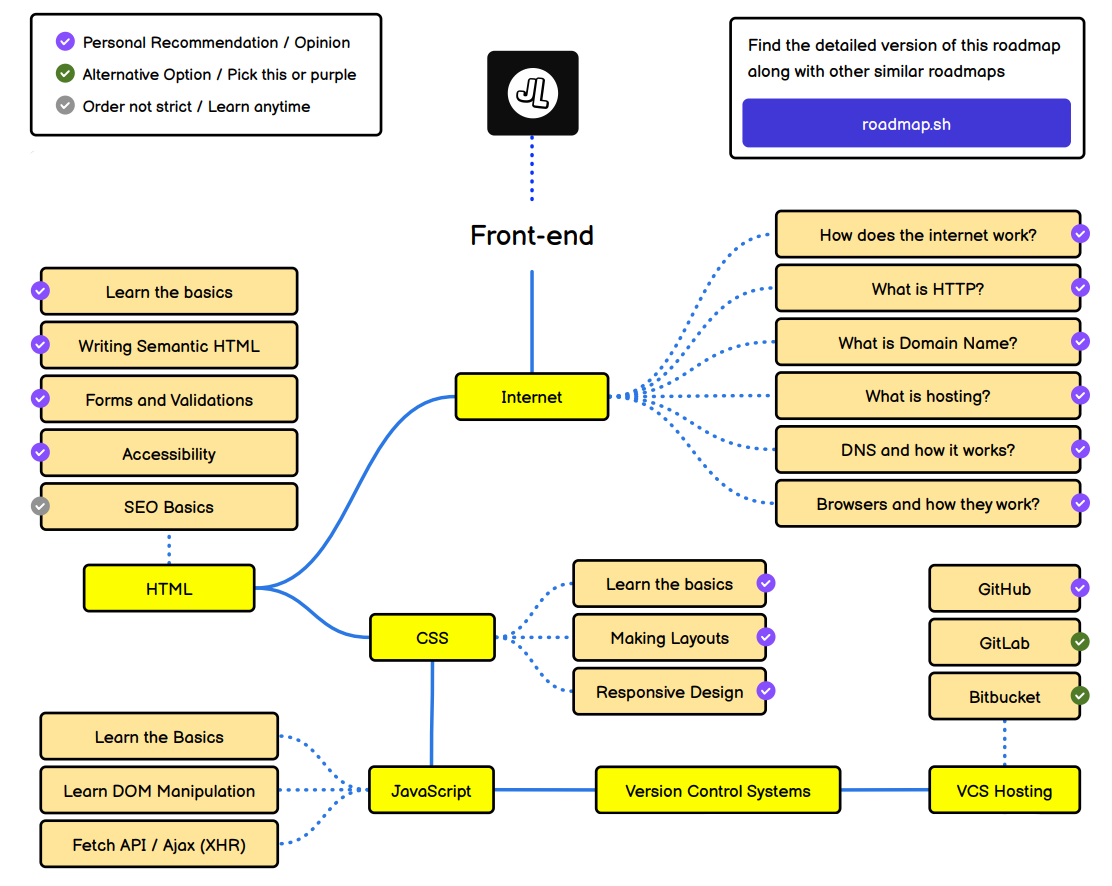 Personal Recommendation / Opinion
Alternative Option / Pick this or purple
Order not strict / Learn anytime
JL
Find the detailed version of this roadmap
along with other similar roadmaps
roadmap.sh
Front-end
Internet
How does the internet work?
What is HTTP?
What is Domain Name?
What is hosting?
DNS and how it works?
Browsers and how they work?
Learn the basics
Writing Semantic HTML
Forms and Validations
Accessibility
SEO Basics
HTML
CSS
Learn the basics
Making Layouts
Responsive Design
Learn the Basics
Learn DOM Manipulation
Fetch API / Ajax (XHR)
JavaScript
Version Control Systems
GitHub
GitLab
Bitbucket
VCS Hosting